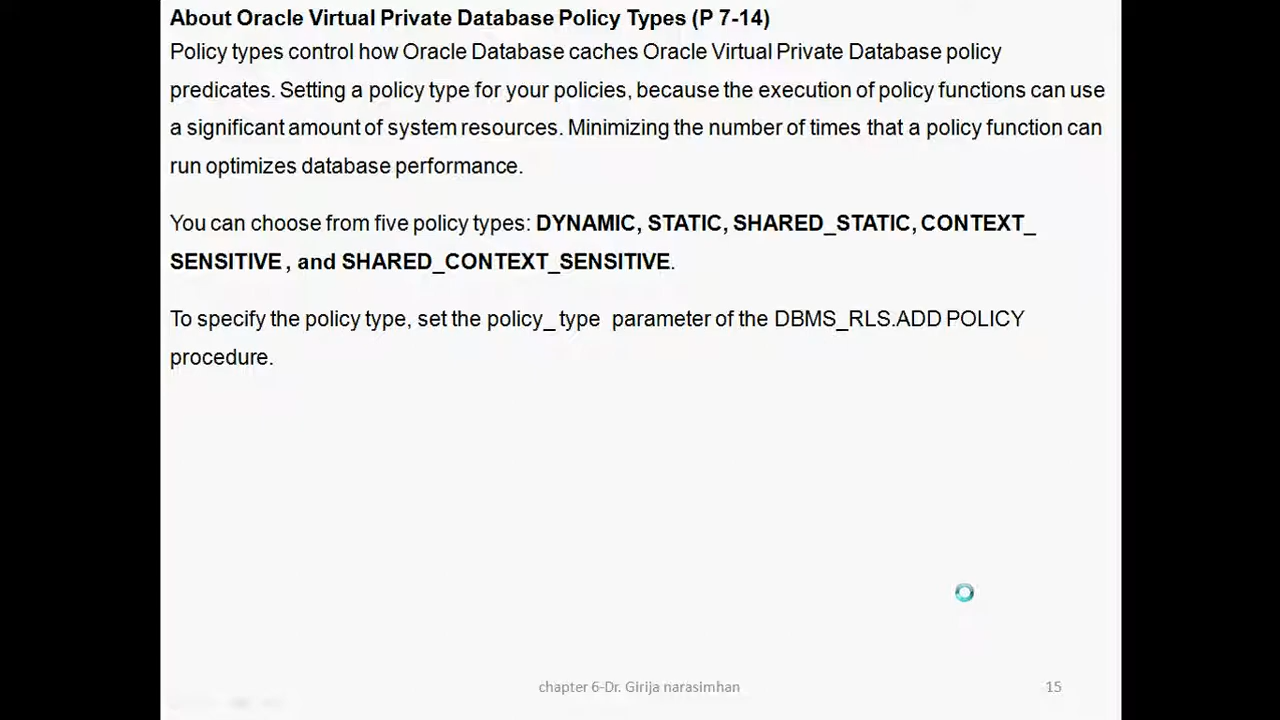 About Oracle Virtual Private Database Policy Types (P 7-14)
Policy types control how Oracle Database caches Oracle Virtual Private Database policy
predicates. Setting a policy type for your policies, because the execution of policy functions can use
a significant amount of system resources. Minimizing the number of times that a policy function can
run optimizes database performance.
You can choose from five policy types: DYNAMIC, STATIC, SHARED_STATIC, CONTEXT_
SENSITIVE , and SHARED_CONTEXT_SENSITIVE.
To specify the policy type, set the policy_ type parameter of the DBMS_RLS.ADD POLICY
procedure.
chapter 6-Dr. Girija narasimhan
15